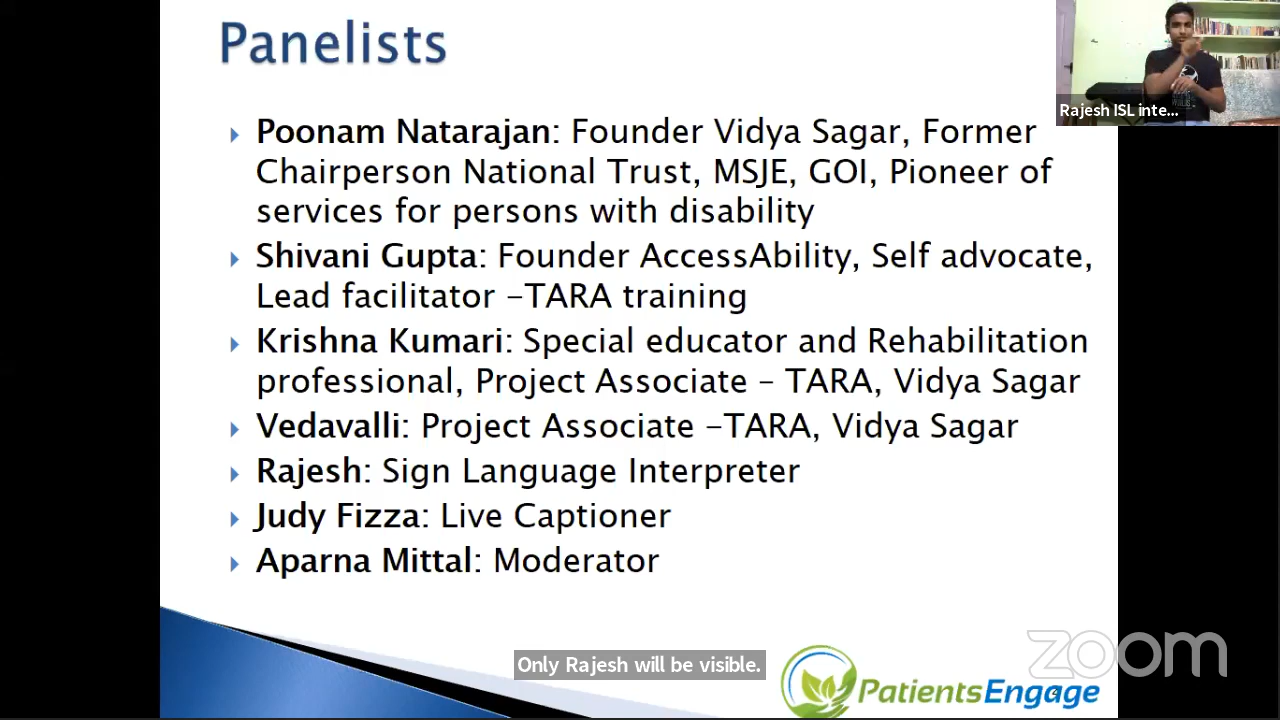 Panelists
Rajesh ISL inte...
Poonam Natarajan: Founder Vidya Sagar, Former
Chairperson National Trust, MSJE, GOI, Pioneer of
services for persons with disability
Shivani Gupta: Founder AccessAbility, Self advocate,
Lead facilitator –TARA training
Krishna Kumari: Special educator and Rehabilitation
professional, Project Associate – TARA, Vidya Sagar
Vedavalli: Project Associate –TARA, Vidya Sagar
Rajesh: Sign Language Interpreter
Judy Fizza: Live Captioner
Aparna Mittal: Moderator
Only Rajesh will be visible.
zoom
PatientsEngage